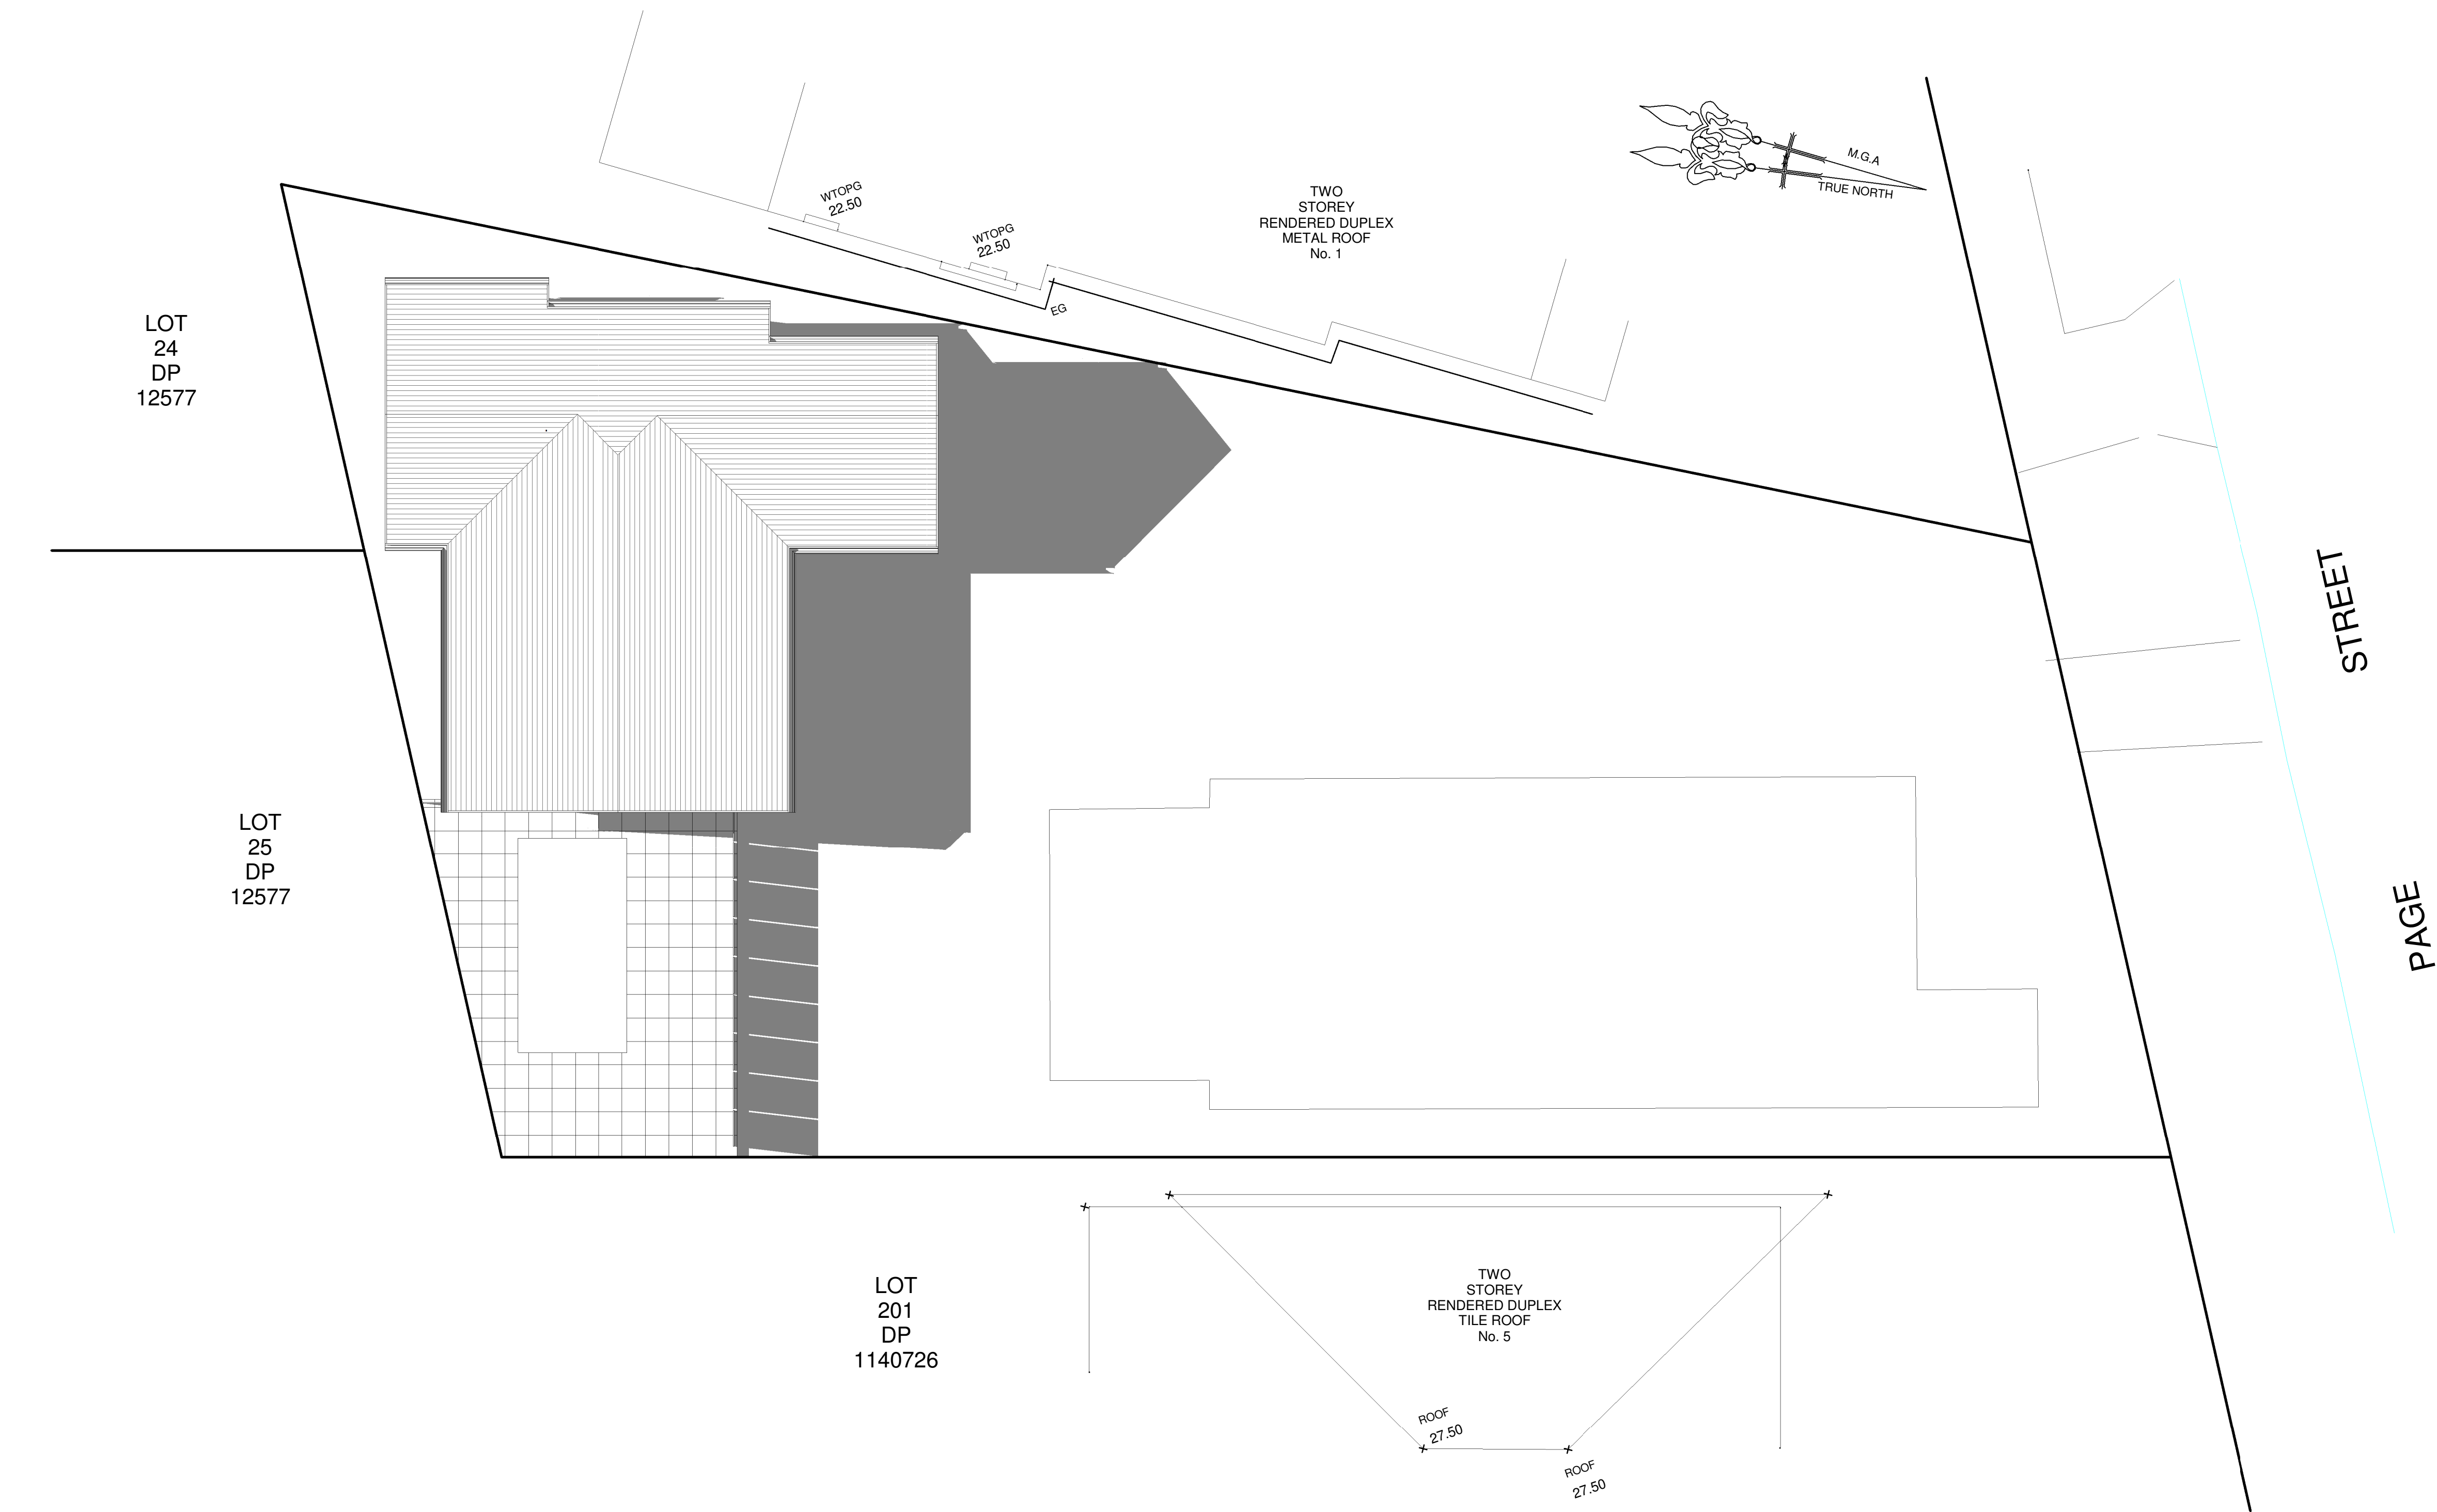 WTOPG
22.50
WTOPG
22.50
EG
TWO
STOREY
RENDERED DUPLEX
METAL ROOF
No. 1
M.G.A
TRUE NORTH
LOT
24
DP
12577
LOT
25
DP
12577
PAGE STREET
LOT
201
DP
1140726
TWO
STOREY
RENDERED DUPLEX
TILE ROOF
No. 5
ROOF
27.50
ROOF
27.50